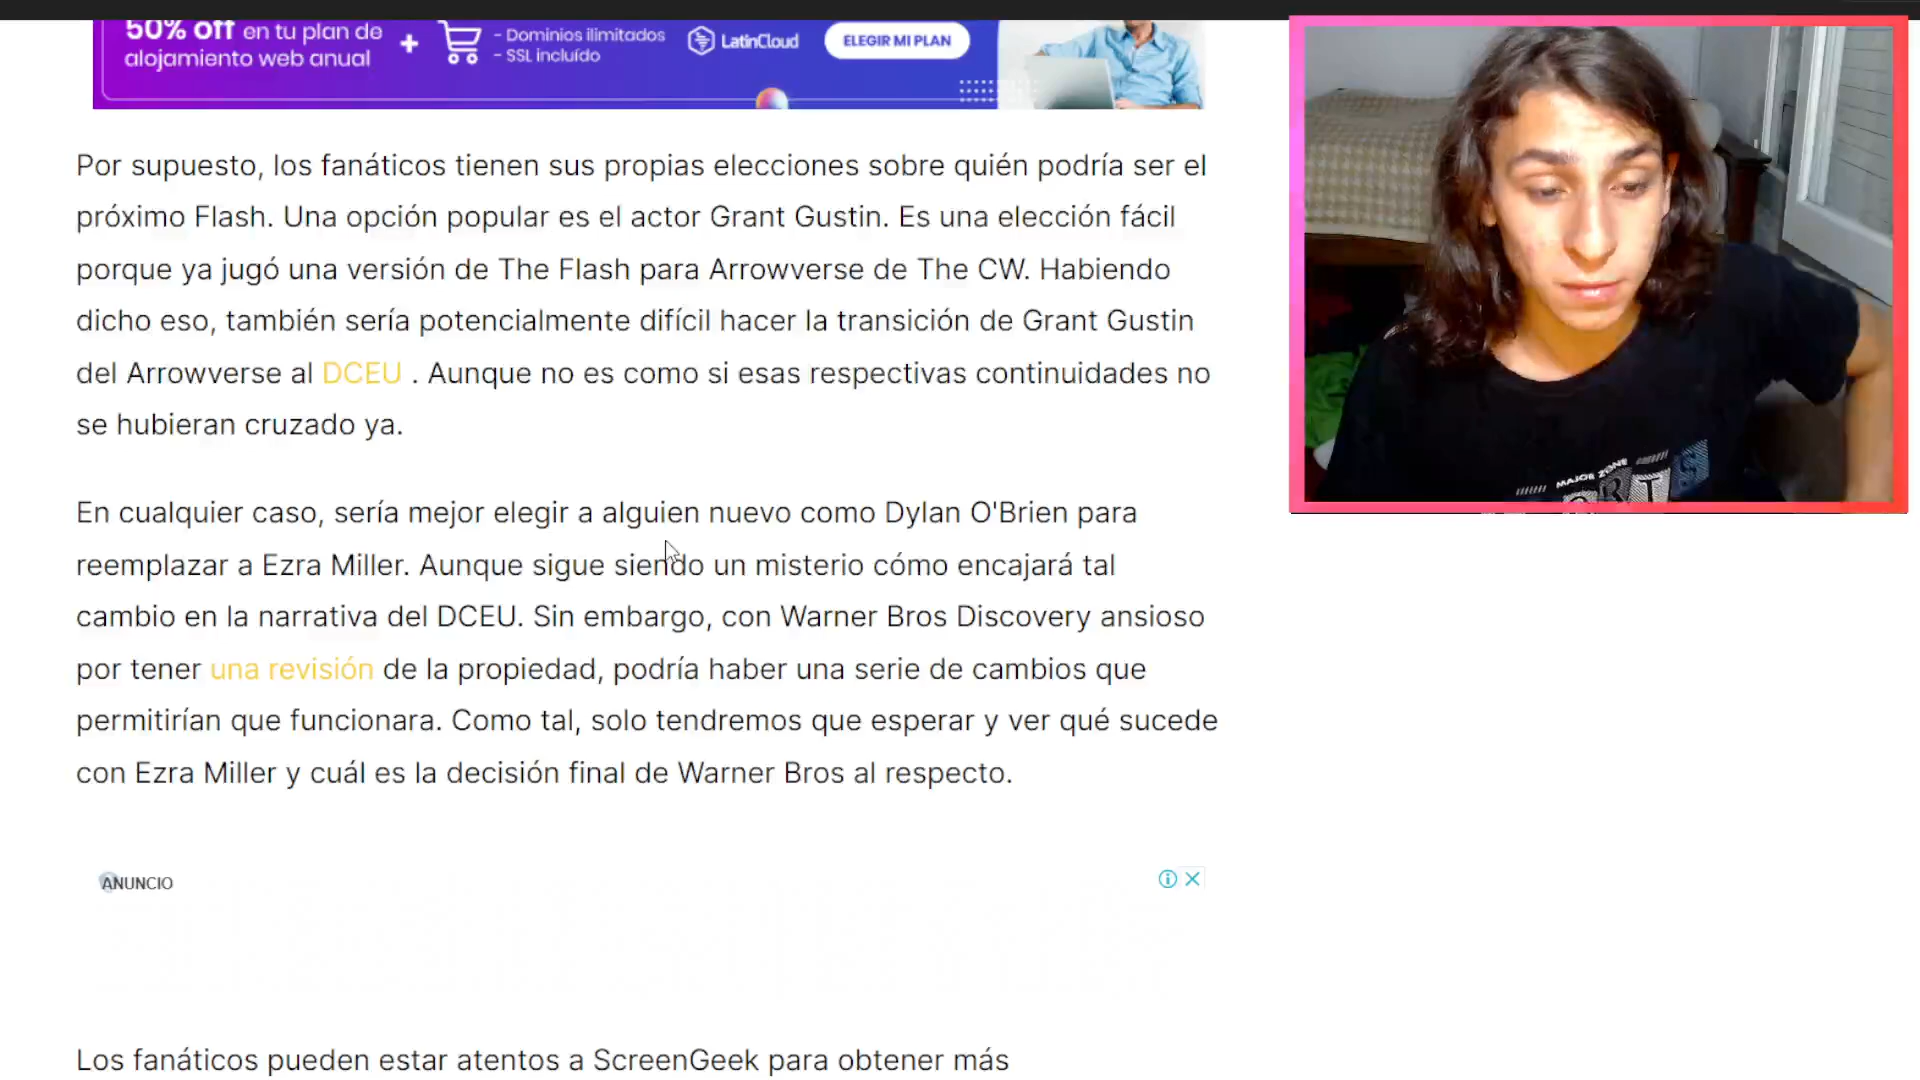 50% off en tu plan de
alojamiento web anual
+
- Dominios ilimitados
- SSL incluído
LatinCloud
ELEGIR MI PLAN
Por supuesto, los fanáticos tienen sus propias elecciones sobre quién podría ser el
próximo Flash. Una opción popular es el actor Grant Gustin. Es una elección fácil
porque ya jugó una versión de The Flash para Arrowverse de The CW. Habiendo
dicho eso, también sería potencialmente difícil hacer la transición de Grant Gustin
del Arrowverse al DCEU . Aunque no es como si esas respectivas continuidades no
se hubieran cruzado ya.
En cualquier caso, sería mejor elegir a alguien nuevo como Dylan O'Brien para
reemplazar a Ezra Miller. Aunque sigue siendo un misterio cómo encajará tal
cambio en la narrativa del DCEU. Sin embargo, con Warner Bros Discovery ansioso
por tener una revisión de la propiedad, podría haber una serie de cambios que
permitirían que funcionara. Como tal, solo tendremos que esperar y ver qué sucede
con Ezra Miller y cuál es la decisión final de Warner Bros al respecto.
ANUNCIO
Los fanáticos pueden estar atentos a ScreenGeek para obtener más
MAJOR ZONE